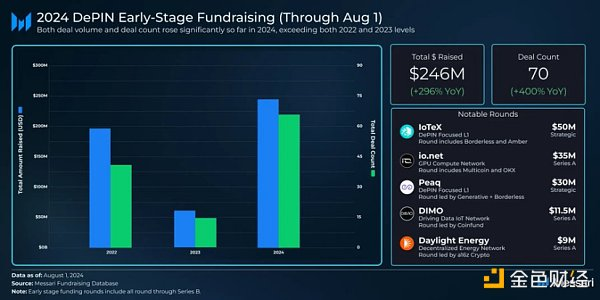 2024 DePIN Early-Stage Fundraising (Through Aug 1)
Both deal volume and deal count rose significantly so far in 2024, exceeding both 2022 and 2023 levels
Total Amount Raised (USD)
$300M
$250M
$200M
$150M
$100M
$50M
$0B
2022
2023
2024
90
75
60
45
30
15
0
Total Deal Count
Total $ Raised
$246M
(+296% YoY)
Deal Count
70
(+400% YoY)
Notable Rounds
IoTeX
$50M
DePIN Focused L1
Strategic
Round includes Borderless and Amber
io.net
$35M
GPU Compute Network
Series A
Round incudes Multicoin and OKX
Peaq
$30M
DePIN Focused L1
Strategic
Round led by Generative + Borderless
DIMO
$11.5M
Driving Data IoT Network
Series A
Round led by Coinfund
Daylight Energy
$9M
Decentralized Energy Network
Series A
Round led by a16z Crypto
Data as of: August 1, 2024
Source: Messari Fundraising Database
Note: Early stage funding rounds include all round through Series B.
Messari
金色财经